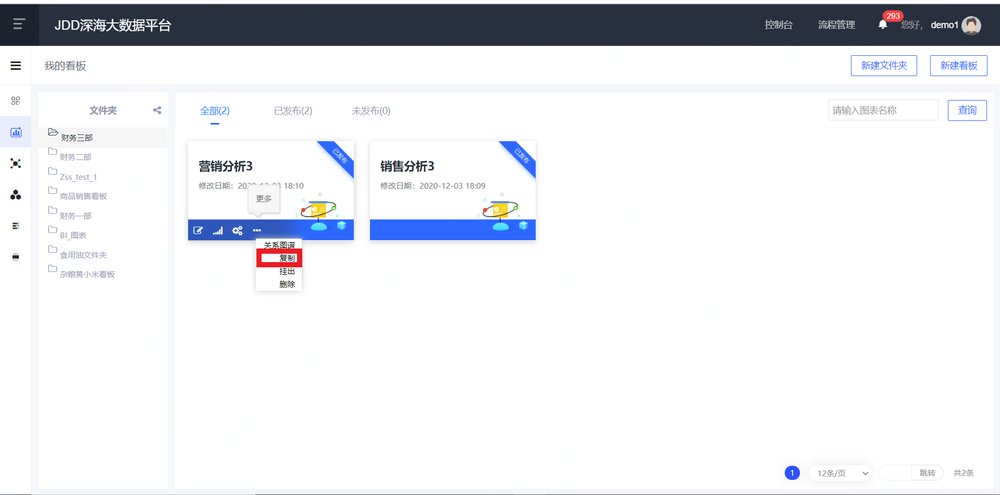 JDD深海大数据平台
控制台
流程管理
293
您好，
demo1
我的看板
新建文件夹
新建看板
文件夹
财务三部
财务二部
Zss_test_1
商品销售看板
财务一部
BI_图表
食用油文件夹
杂粮黄小米看板
全部(2)
已发布(2)
未发布(0)
请输入图表名称
查询
已发布
营销分析3
修改日期：2020-12-03 18:10
更多
关系图谱
复制
挂出
删除
已发布
销售分析3
修改日期：2020-12-03 18:09
1
12条/页
跳转
共2条